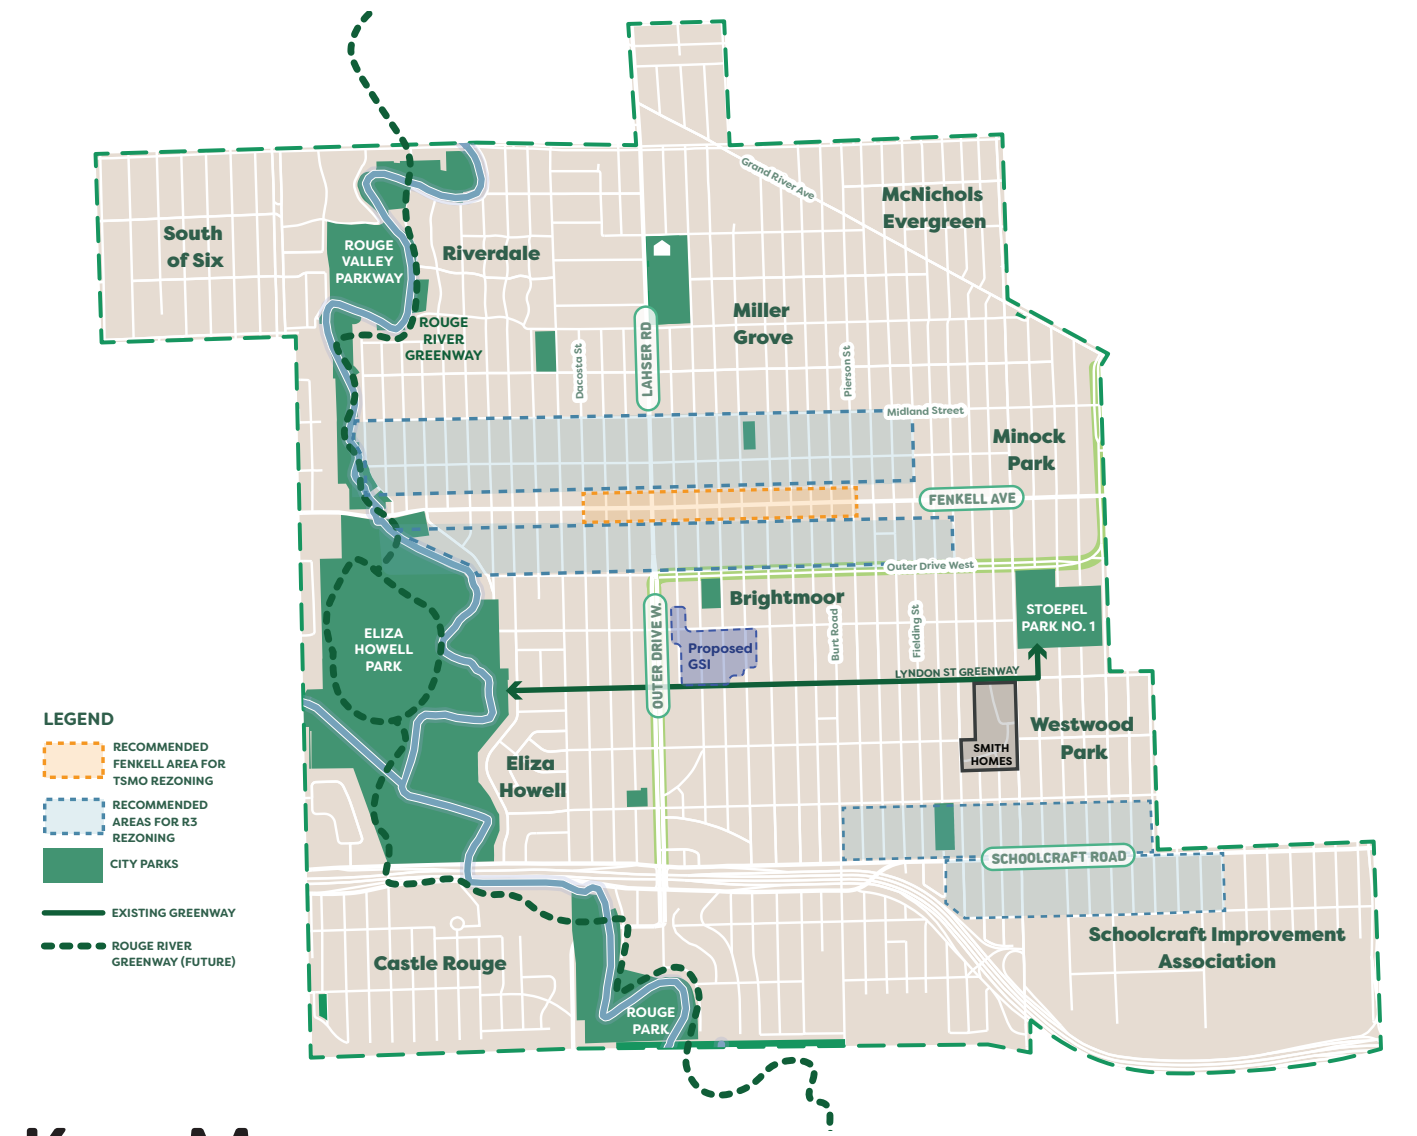 Grand River Ave
McNichols
Evergreen
South
of Six
ROUGE
VALLEY
PARKWAY
Riverdale
Miller
Grove
ROUGE
RIVER
GREENWAY
LAHSER RD
Dacosta St
Pierson St
Midland Street
Minock
Park
FENKELL AVE
Outer Drive West
Brightmoor
STOEPEL
PARK NO. 1
ELIZA
HOWELL
PARK
OUTER DRIVE W.
Proposed
GSI
Burt Road
Fielding St
LYNDON ST GREENWAY
Westwood
Park
SMITH
HOMES
Eliza
Howell
LEGEND
RECOMMENDED
FENKELL AREA FOR
TSMO REZONING
RECOMMENDED
AREAS FOR R3
REZONING
CITY PARKS
EXISTING GREENWAY
ROUGE RIVER
GREENWAY (FUTURE)
SCHOOLCRAFT ROAD
Schoolcraft Improvement
Association
Castle Rouge
ROUGE
PARK